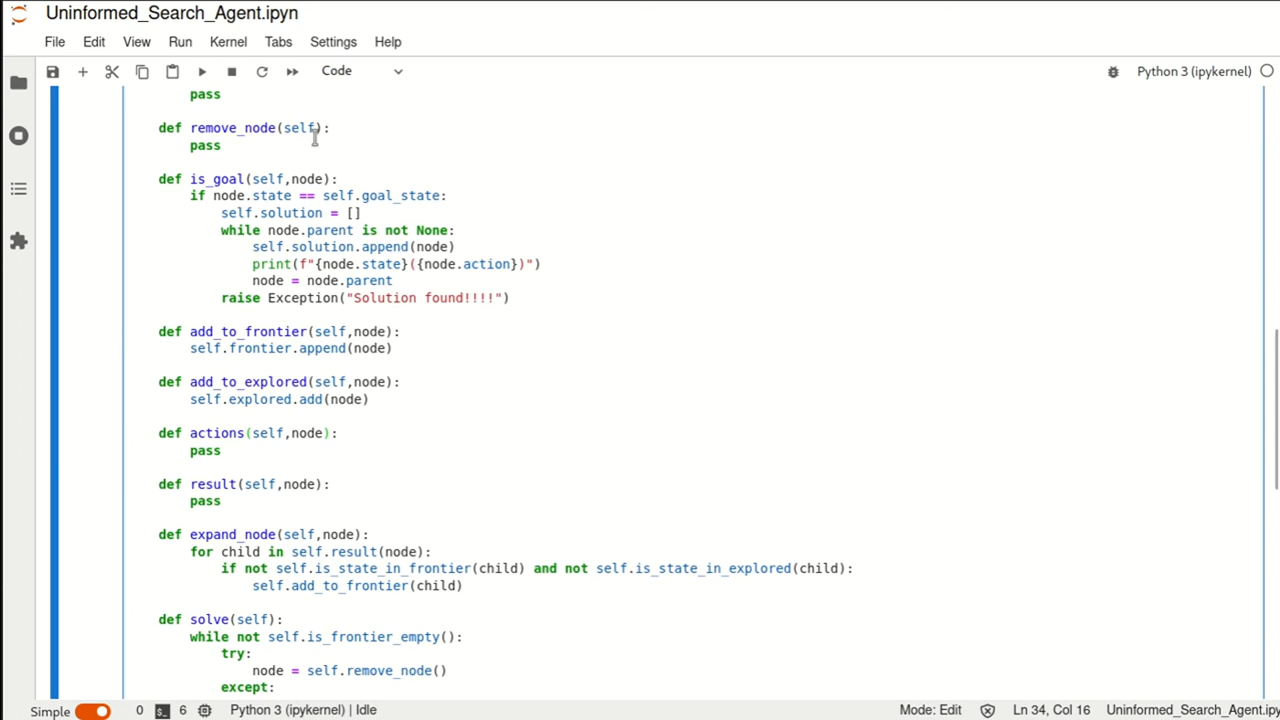 Uninformed_Search_Agent.ipyn
File Edit View Run Kernel Tabs Settings Help
Code
Python 3 (ipykernel)
pass
def remove_node(self):
pass
def is_goal(self,node):
if node.state == self.goal_state:
self.solution = []
while node.parent is not None:
self.solution.append(node)
print(f"{node.state}({node.action})")
node = node.parent
raise Exception("Solution found!!!!")
def add_to_frontier(self,node):
self.frontier.append(node)
def add_to_explored(self,node):
self.explored.add(node)
def actions(self,node):
pass
def result(self,node):
pass
def expand_node(self,node):
for child in self.result(node):
if not self.is_state_in_frontier(child) and not self.is_state_in_explored(child):
self.add_to_frontier(child)
def solve(self):
while not self.is_frontier_empty():
try:
node = self.remove_node()
except:
Simple 0 6 Python 3 (ipykernel) | Idle Mode: Edit Ln 34, Col 16 Uninformed_Search_Agent.ipy